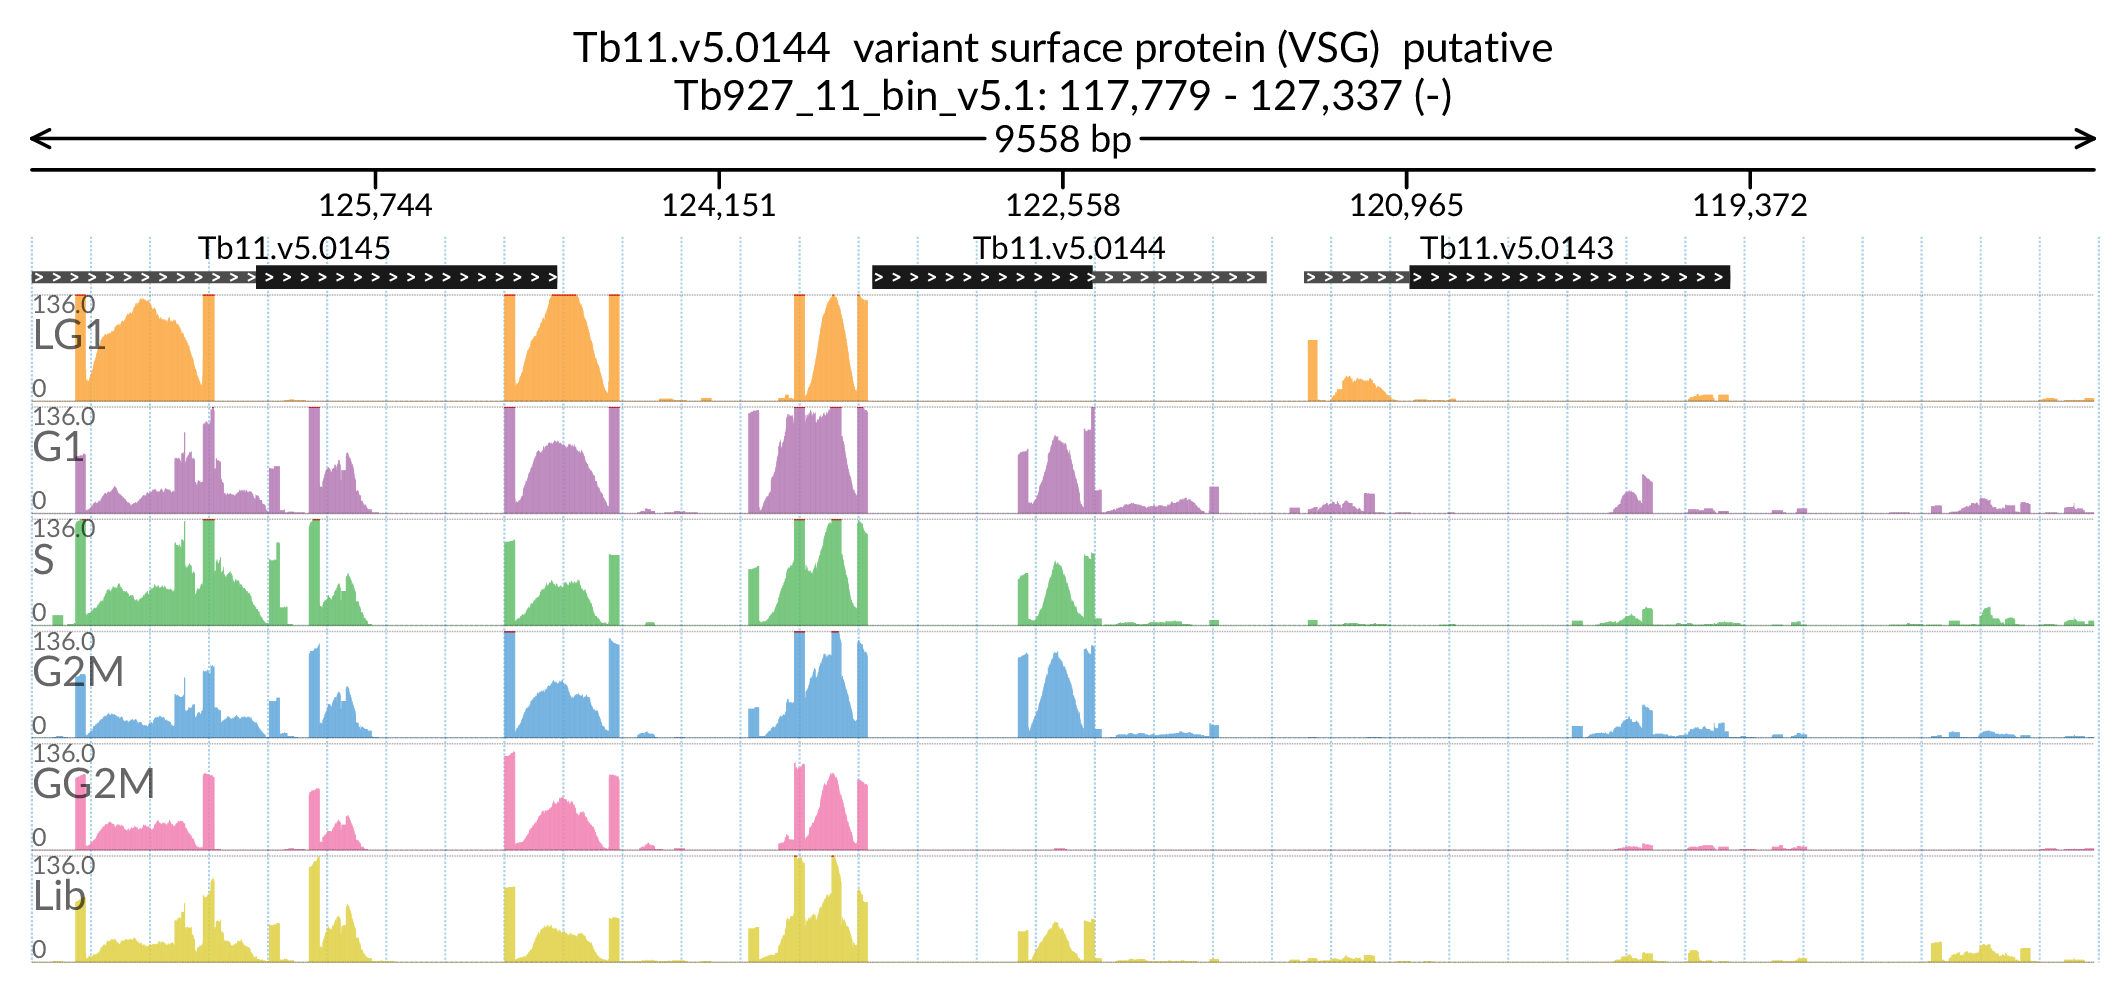 Tb11.v5.0144  variant surface protein (VSG)  putative
Tb927_11_bin_v5.1: 117,779 - 127,337 (-)
9558 bp
125,744 124,151 122,558 120,965 119,372
Tb11.v5.0145 Tb11.v5.0144 Tb11.v5.0143
136.0
LG1
0
136.0
G1
0
136.0
S
0
136.0
G2M
0
136.0
GG2M
0
136.0
Lib
0